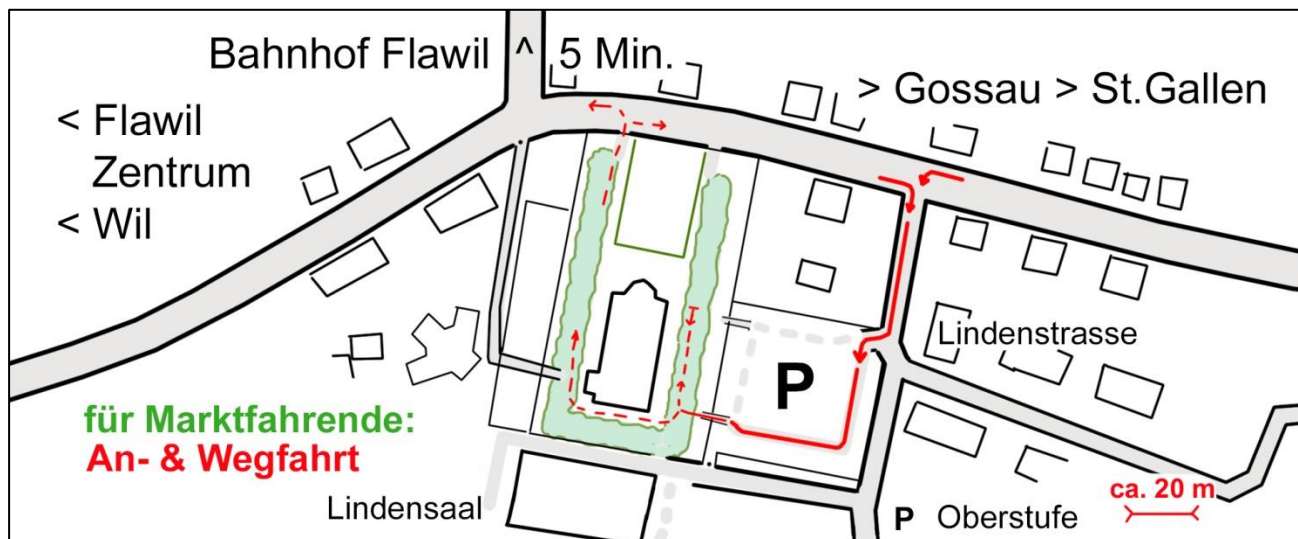 Bahnhof Flawil ^ 5 Min.
> Gossau > St.Gallen
< Flawil
Zentrum
< Wil
Lindenstrasse
P
für Marktfahrende:
An- & Wegfahrt
Lindensaal
P Oberstufe
ca. 20 m